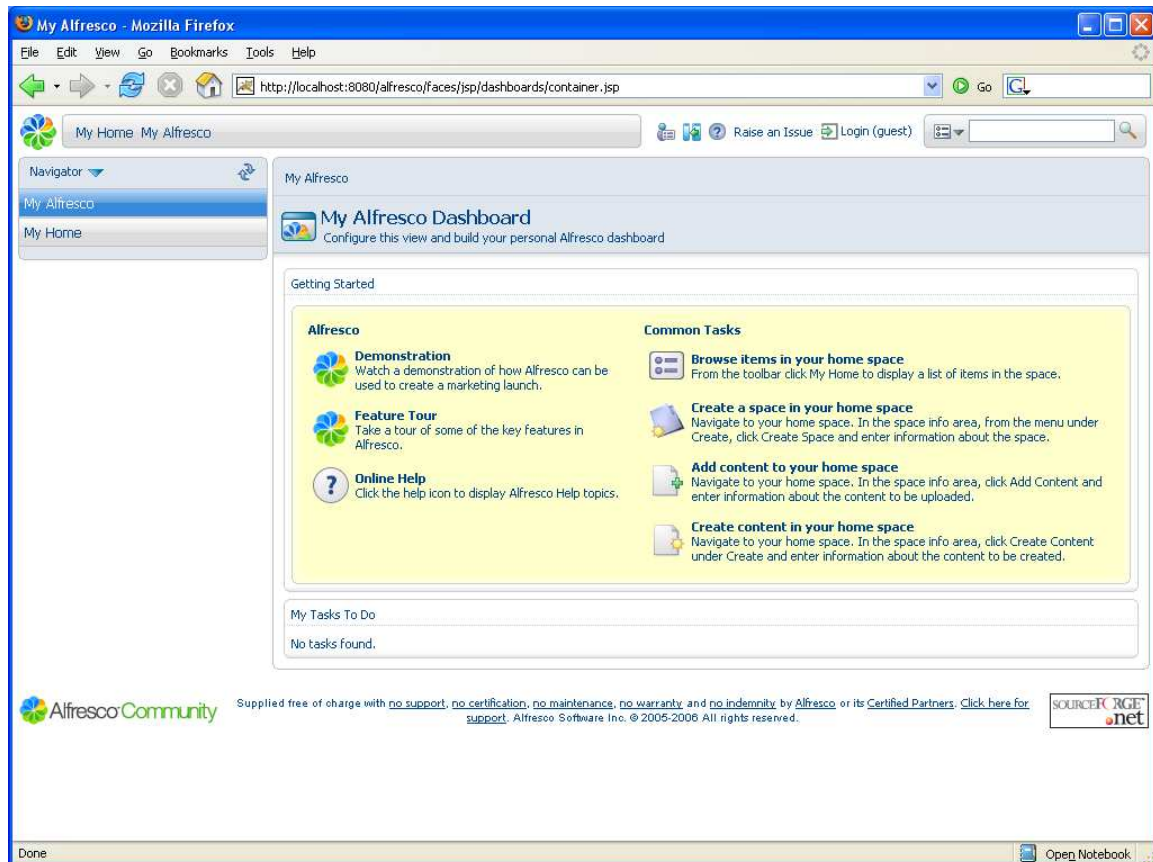 My Alfresco - Mozilla Firefox
File Edit View Go Bookmarks Tools Help
http://localhost:8080/alfresco/faces/jsp/dashboards/container.jsp
Go
G
My Home My Alfresco
Raise an Issue
Login (guest)
Navigator
My Alfresco
My Home
My Alfresco
My Alfresco Dashboard
Configure this view and build your personal Alfresco dashboard
Getting Started
Alfresco
Demonstration
Watch a demonstration of how Alfresco can be
used to create a marketing launch.
Feature Tour
Take a tour of some of the key features in
Alfresco.
?
Online Help
Click the help icon to display Alfresco Help topics.
Common Tasks
Browse items in your home space
From the toolbar click My Home to display a list of items in the space.
Create a space in your home space
Navigate to your home space. In the space info area, from the menu under
Create, click Create Space and enter information about the space.
Add content to your home space
Navigate to your home space. In the space info area, click Add Content and
enter information about the content to be uploaded.
Create content in your home space
Navigate to your home space. In the space info area, click Create Content
under Create and enter information about the content to be created.
My Tasks To Do
No tasks found.
Alfresco Community
Supplied free of charge with no support, no certification, no maintenance, no warranty and no indemnity by Alfresco or its Certified Partners. Click here for
support. Alfresco Software Inc. © 2005-2006 All rights reserved.
SOURCEFORGE
.net
Done
Open Notebook